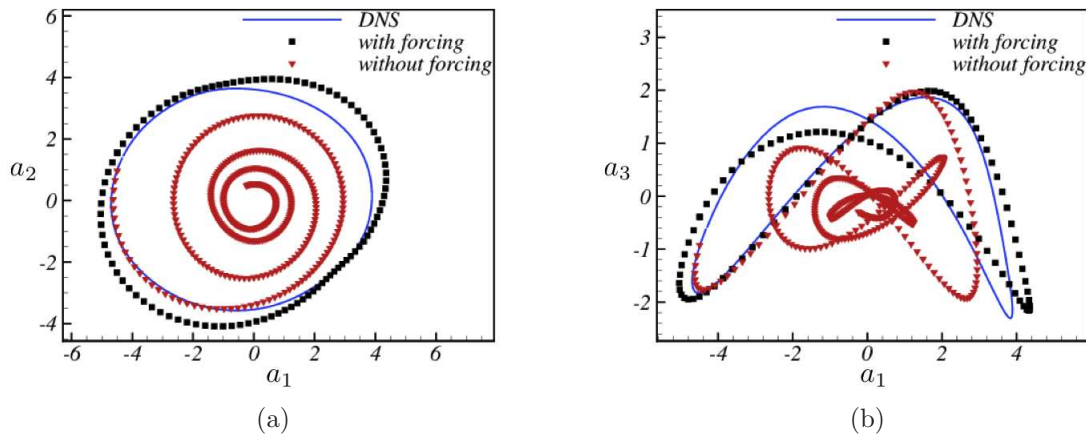 DNS
with forcing
without forcing
6
4
2
0
-2
-4
a2
-6 -4 -2 0 2 4 6
a1
(a)
DNS
with forcing
without forcing
3
2
1
0
-1
-2
a3
-4 -2 0 2 4
a1
(b)